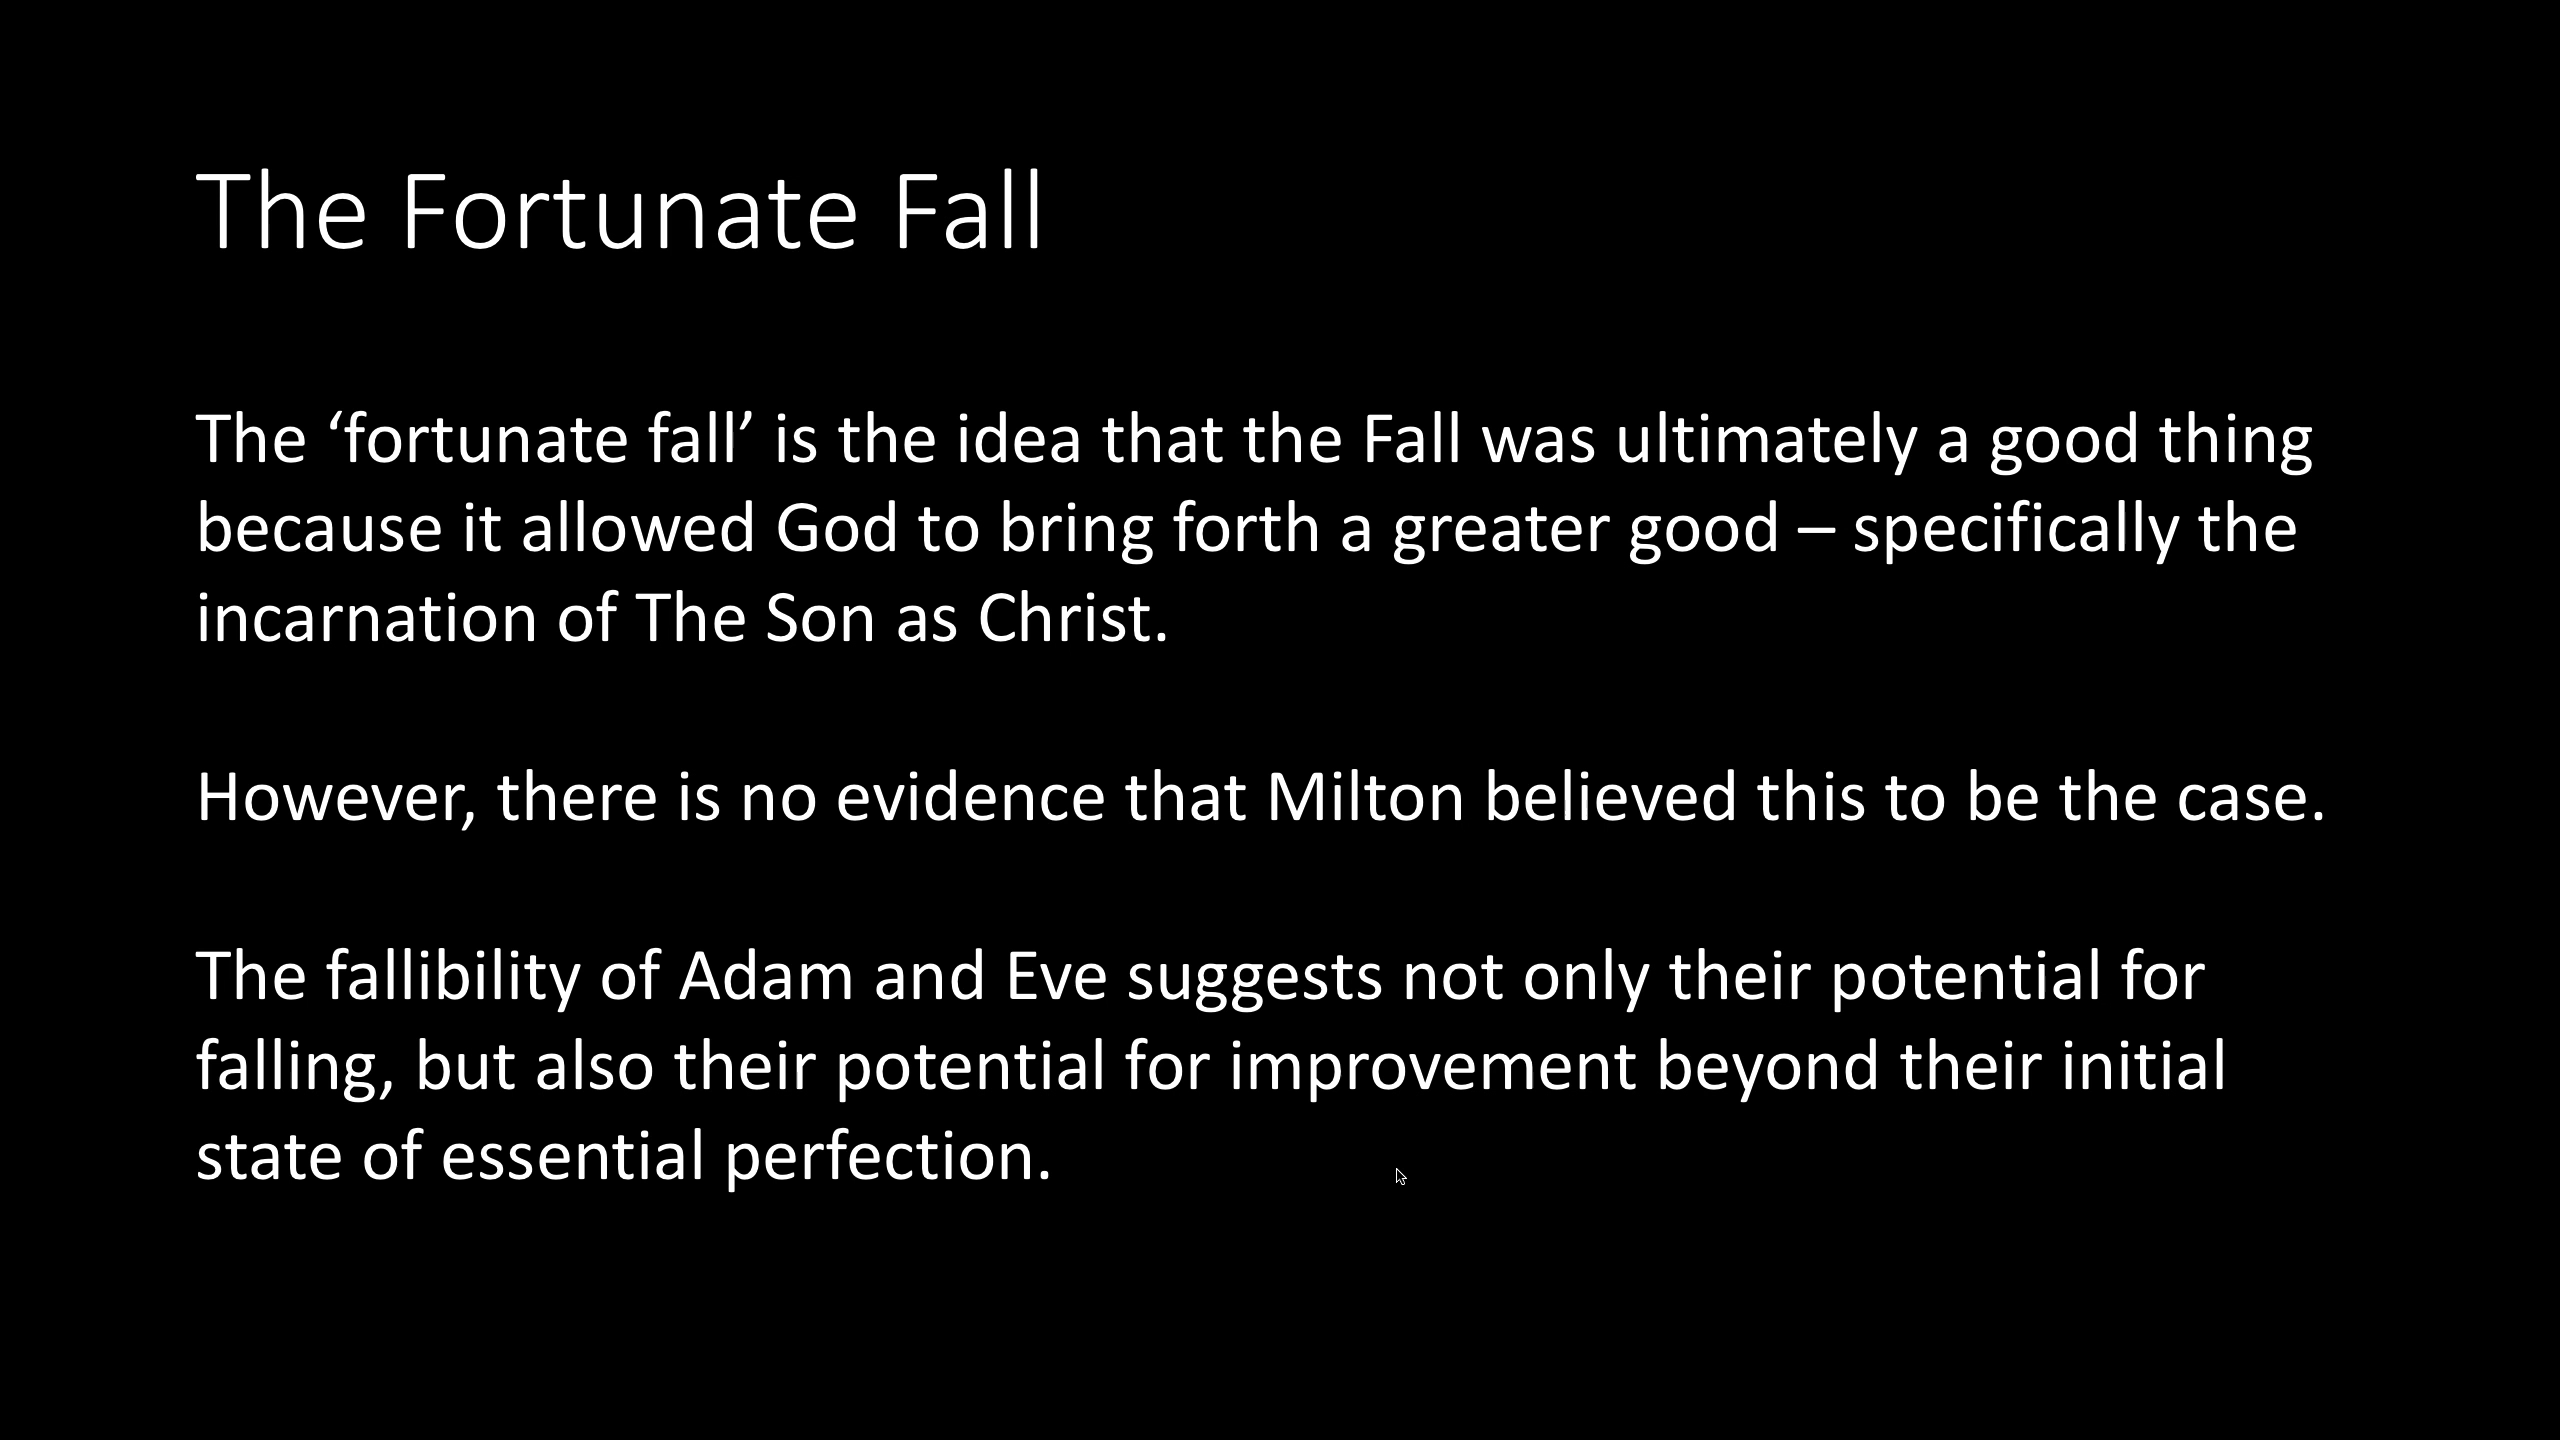 The Fortunate Fall
The ‘fortunate fall’ is the idea that the Fall was ultimately a good thing
because it allowed God to bring forth a greater good – specifically the
incarnation of The Son as Christ.
However, there is no evidence that Milton believed this to be the case.
The fallibility of Adam and Eve suggests not only their potential for
falling, but also their potential for improvement beyond their initial
state of essential perfection.